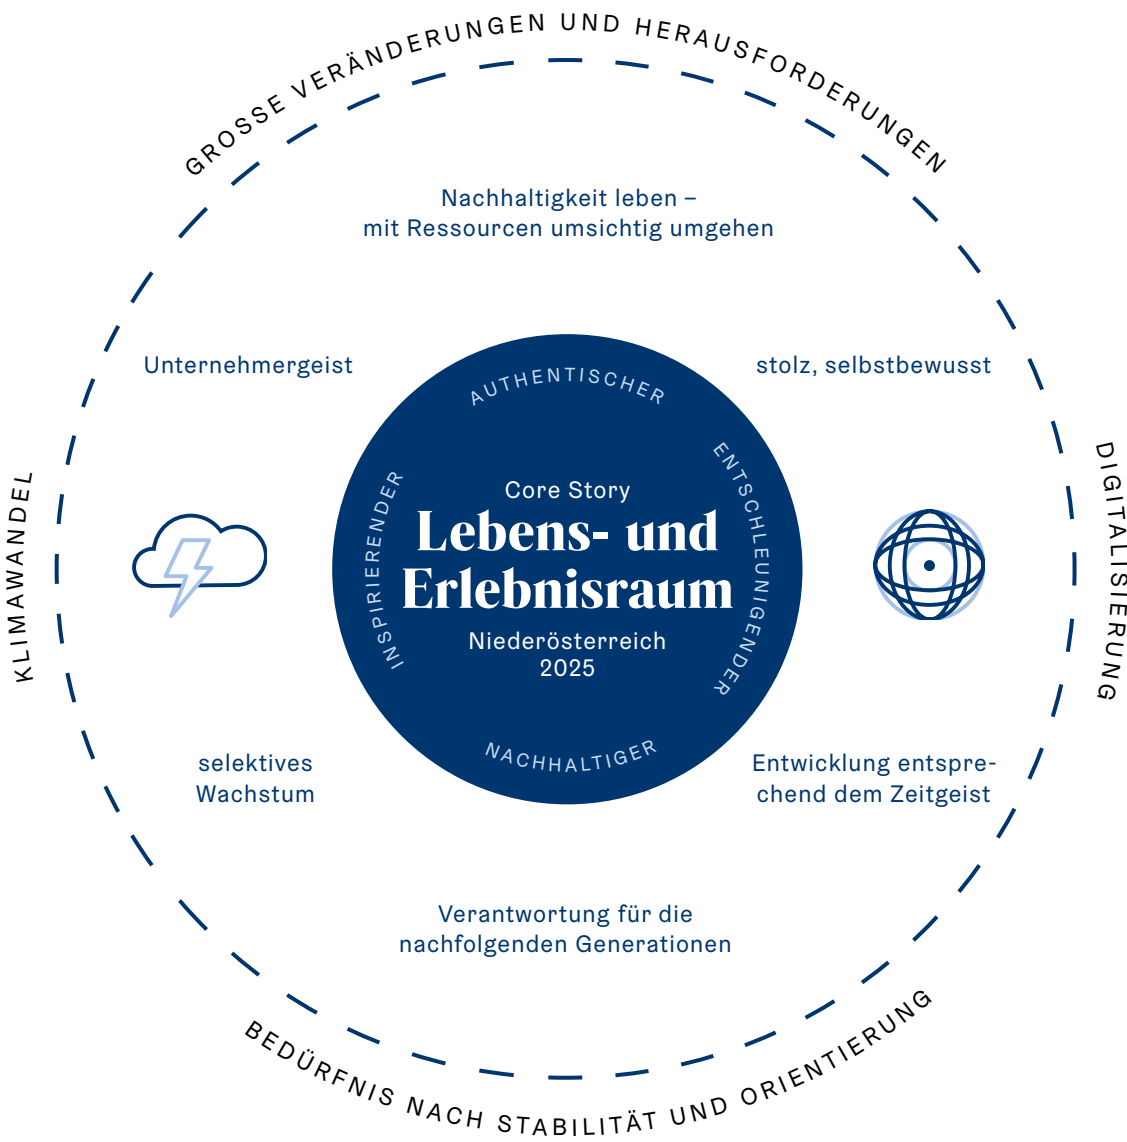 GROSSE VERÄNDERUNGEN UND HERAUSFORDERUNGEN
Nachhaltigkeit leben –
mit Ressourcen umsichtig umgehen
Unternehmergeist
stolz, selbstbewusst
AUTHENTISCHER
ENTSCHLEUNIGENDER
INSPIRIERENDER
Core Story
Lebens- und
Erlebnisraum
Niederösterreich
2025
NACHHALTIGER
KLIMAWANDEL
DIGITALISIERUNG
selektives
Wachstum
Entwicklung entspre-
chend dem Zeitgeist
Verantwortung für die
nachfolgenden Generationen
BEDÜRFNIS NACH STABILITÄT UND ORIENTIERUNG